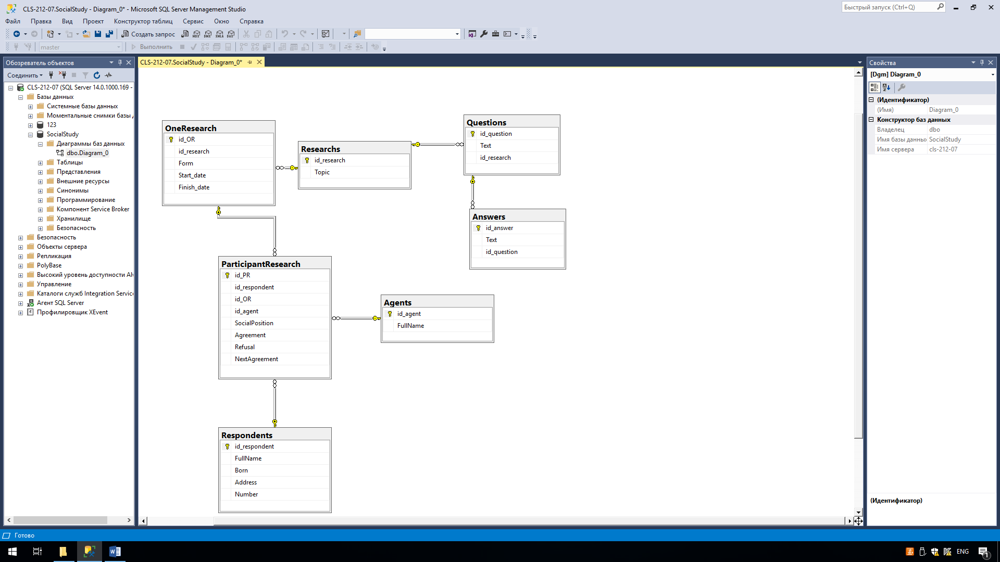 CLS-212-07.SocialStudy - Diagram_0* - Microsoft SQL Server Management Studio
Быстрый запуск (Ctrl+Q)
Файл Правка Вид Проект Конструктор таблиц Сервис Окно Справка
Создать запрос MDX DMX XMLA DAX
master Выполнить
Обозреватель объектов
Соединить
CLS-212-07 (SQL Server 14.0.1000.169 -
Базы данных
Системные базы данных
Моментальные снимки базы
123
SocialStudy
Диаграммы баз данных
dbo.Diagram_0
Таблицы
Представления
Внешние ресурсы
Синонимы
Программирование
Компонент Service Broker
Хранилище
Безопасность
Безопасность
Объекты сервера
Репликация
PolyBase
Высокий уровень доступности Al
Управление
Каталоги служб Integration Servic
Агент SQL Server
Профилировщик XEvent
CLS-212-07.SocialStudy - Diagram_0*
OneResearch
id_OR
id_research
Form
Start_date
Finish_date
Researchs
id_research
Topic
Questions
id_question
Text
id_research
Answers
id_answer
Text
id_question
ParticipantResearch
id_PR
id_respondent
id_OR
id_agent
SocialPosition
Agreement
Refusal
NextAgreement
Agents
id_agent
FullName
Respondents
id_respondent
FullName
Born
Address
Number
Свойства
[Dgm] Diagram_0
(Идентификатор)
(Имя) Diagram_0
Конструктор баз данных
Владелец dbo
Имя базы данных SocialStudy
Имя сервера cls-212-07
(Идентификатор)
Готово
ENG
1